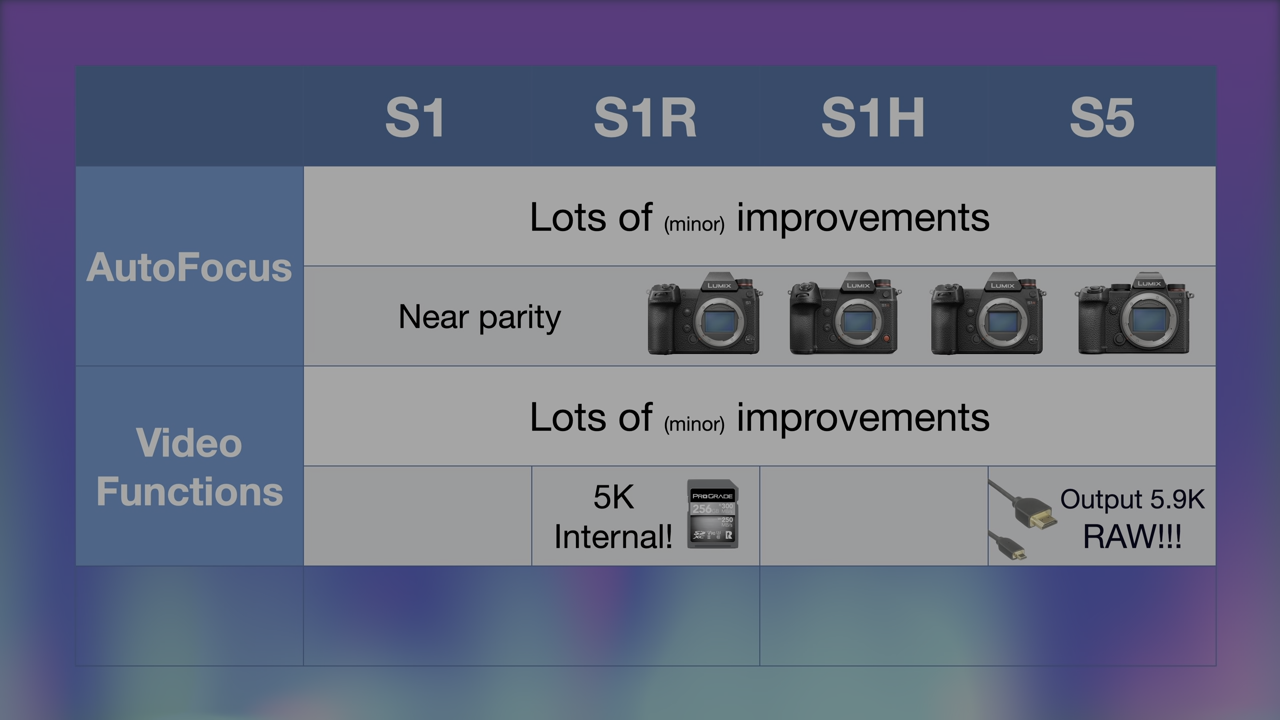 S1 S1R S1H S5
AutoFocus
Lots of (minor) improvements
Near parity
LUMIX LUMIX LUMIX LUMIX
Video
Functions
Lots of (minor) improvements
5K
Internal!
PROGRADE
256
250
R
Output 5.9K
RAW!!!